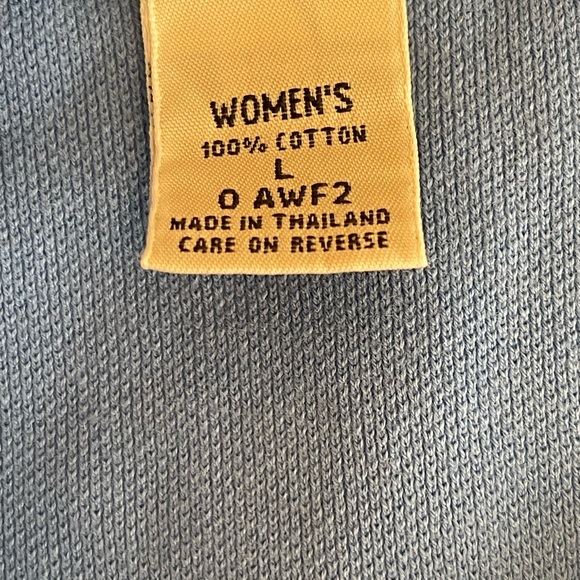 WOMEN'S
100% COTTON
L
0 AWF2
MADE IN THAILAND
CARE ON REVERSE